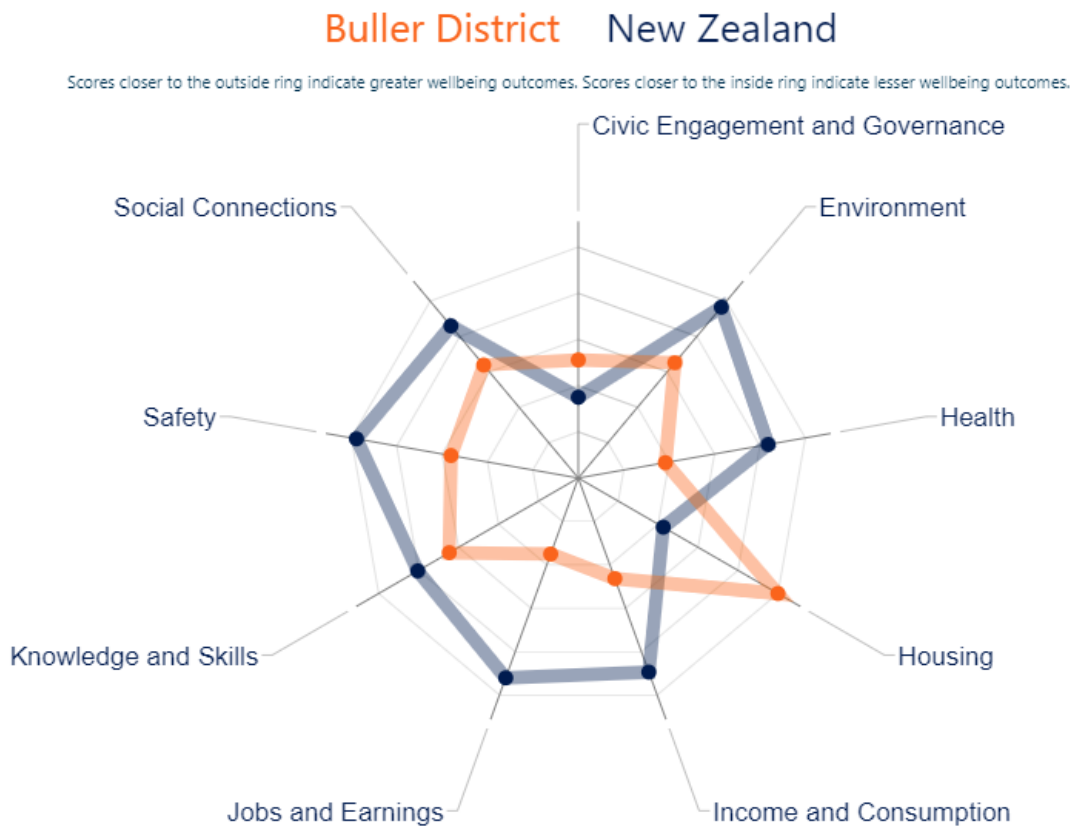 Buller District New Zealand
Scores closer to the outside ring indicate greater wellbeing outcomes. Scores closer to the inside ring indicate lesser wellbeing outcomes.
Civic Engagement and Governance
Social Connections
Environment
Safety
Health
Knowledge and Skills
Housing
Jobs and Earnings
Income and Consumption